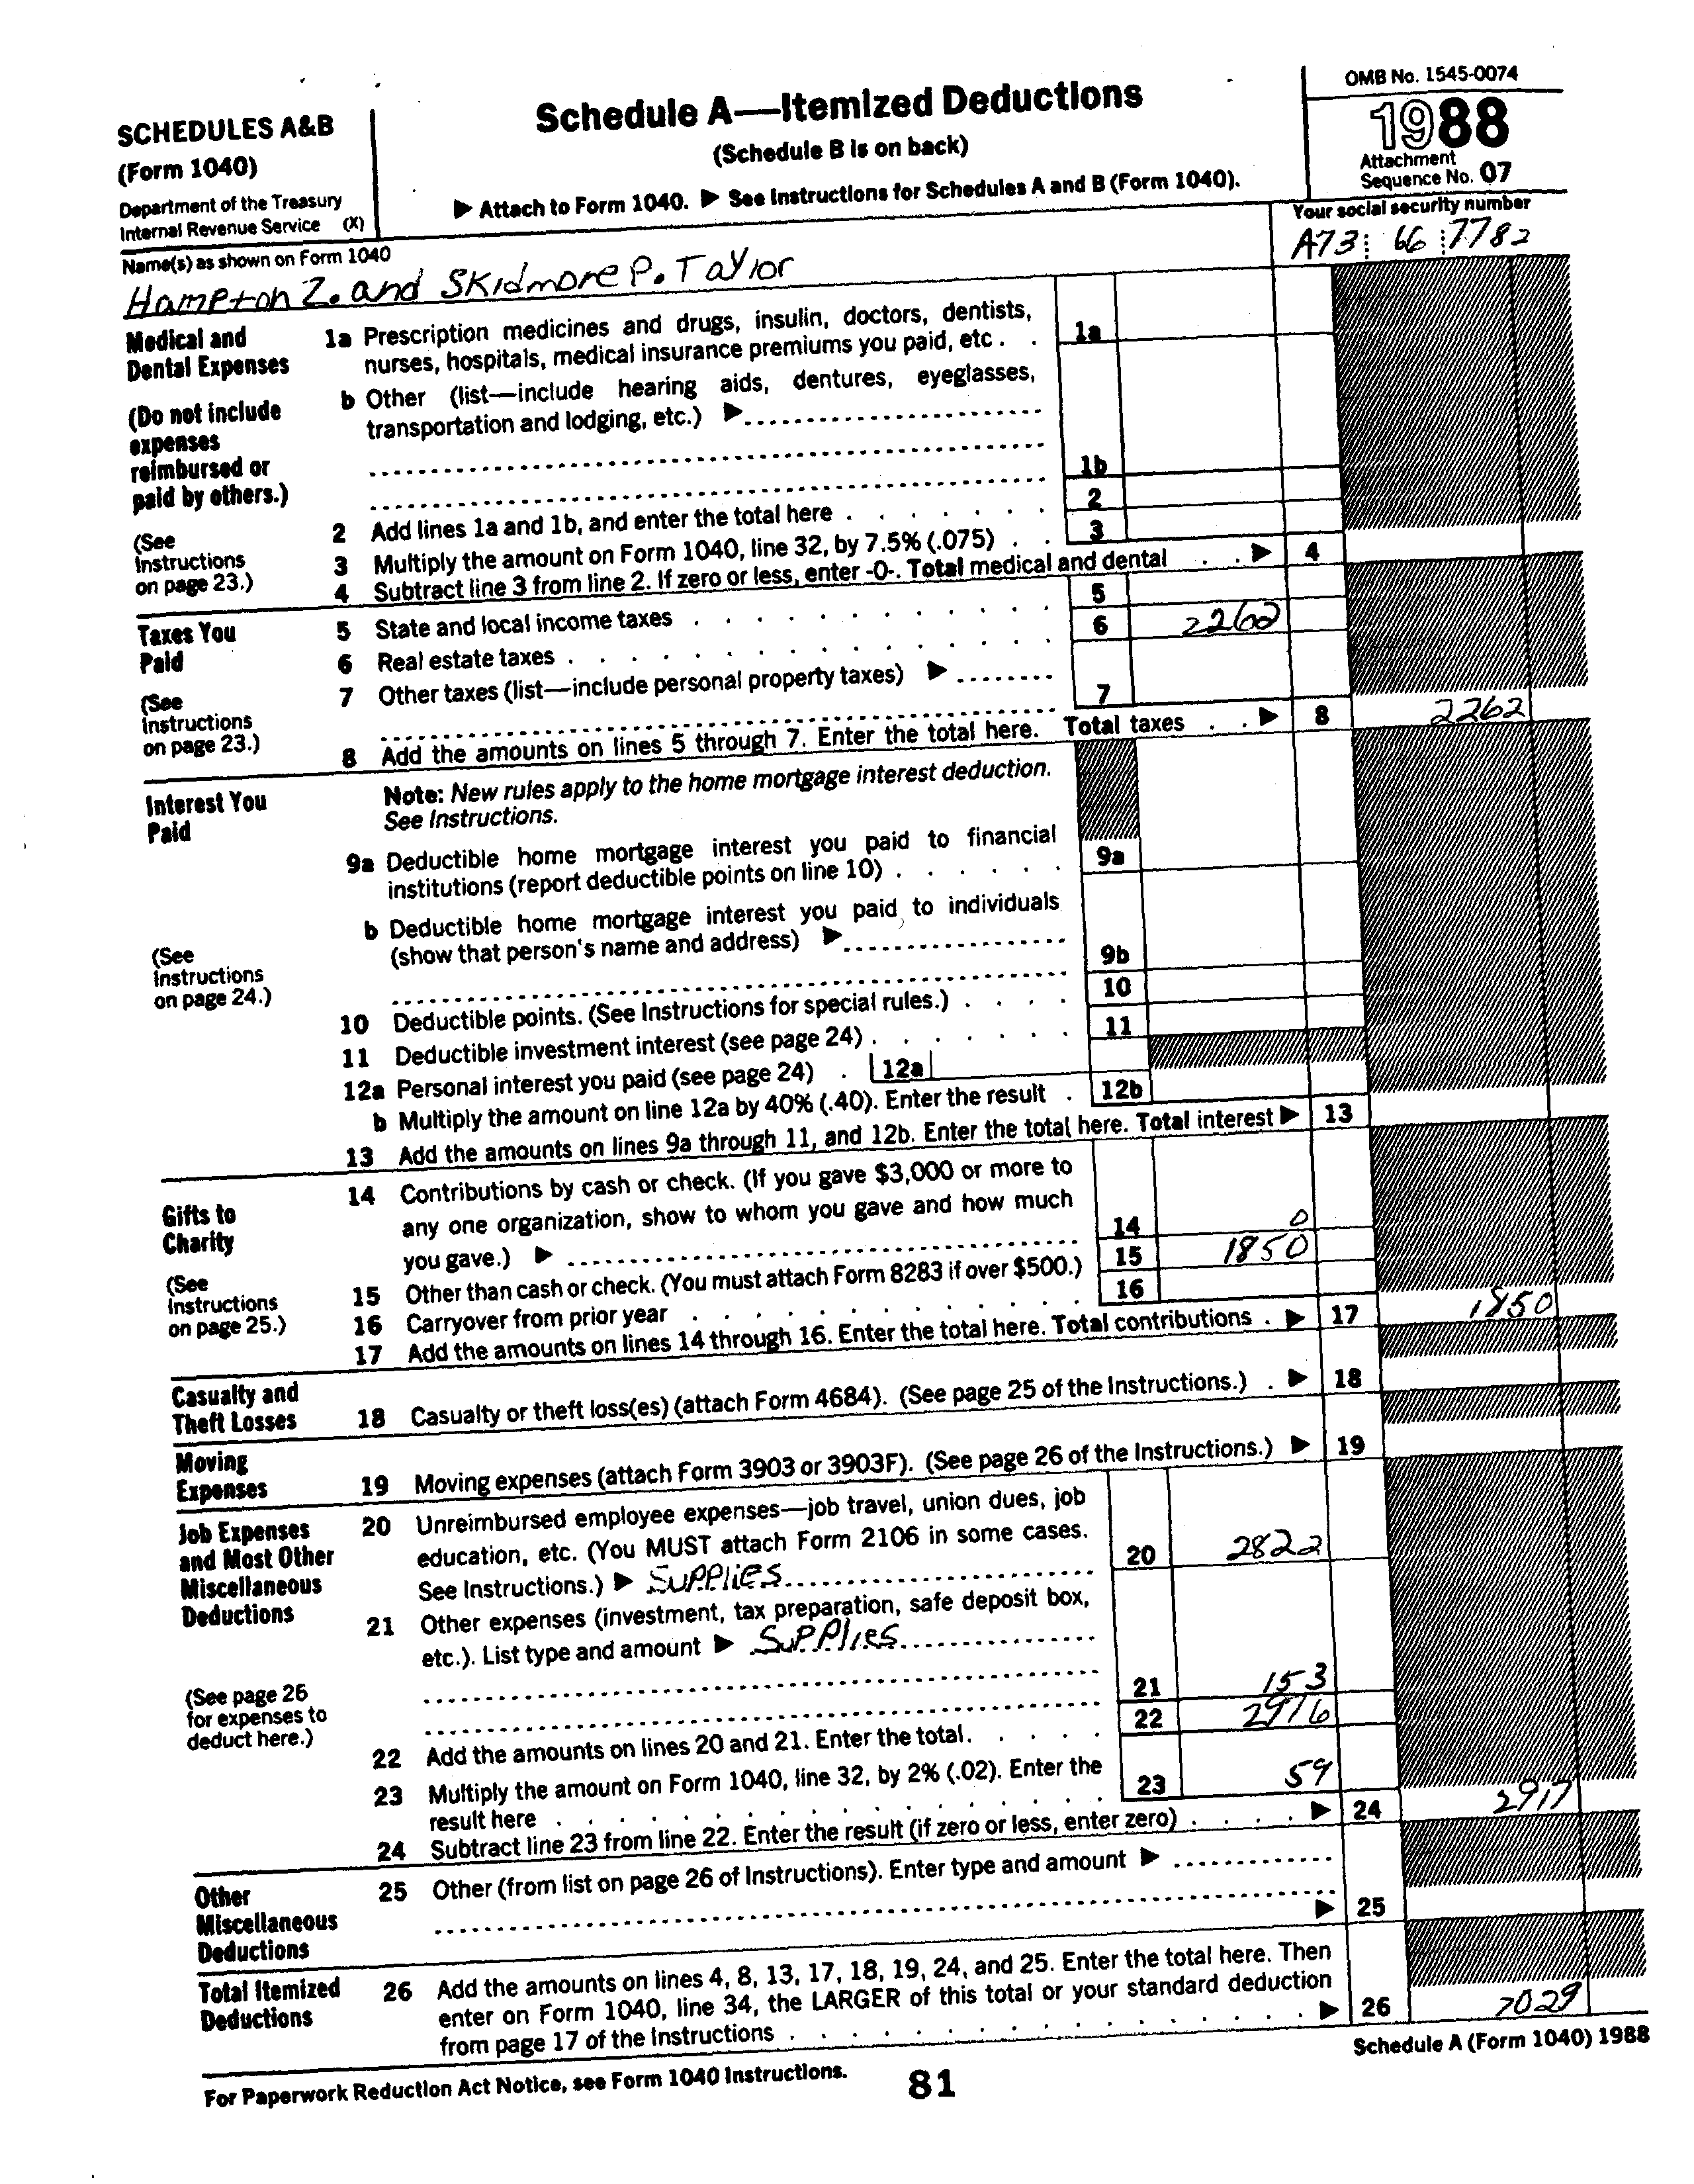 SCHEDULES A&B
(Form 1040)
Department of the Treasury
Internal Revenue Service (X)
Schedule A—Itemized Deductions
(Schedule B is on back)
▶ Attach to Form 1040. ▶ See Instructions for Schedules A and B (Form 1040).
OMB No. 1545-0074
1988
Attachment
Sequence No. 07
Name(s) as shown on Form 1040
Hampton Z. and Skidmore P. Taylor
Your social security number
A73 66 7782
Medical and
Dental Expenses
(Do not include
expenses
reimbursed or
paid by others.)
(See
Instructions
on page 23.)
1a Prescription medicines and drugs, insulin, doctors, dentists,
nurses, hospitals, medical insurance premiums you paid, etc . . 1a
b Other (list—include hearing aids, dentures, eyeglasses,
transportation and lodging, etc.) ▶
1b
2 Add lines 1a and 1b, and enter the total here . . . . . . . 2
3 Multiply the amount on Form 1040, line 32, by 7.5% (.075) . . 3
4 Subtract line 3 from line 2. If zero or less, enter -0-. Total medical and dental . . ▶ 4
Taxes You
Paid
(See
Instructions
on page 23.)
5 State and local income taxes . . . . . . . . . . . . 5
6 Real estate taxes . . . . . . . . . . . . . . . . 6 2262
7 Other taxes (list—include personal property taxes) ▶
7
8 Add the amounts on lines 5 through 7. Enter the total here. Total taxes . . ▶ 8 2262
Interest You
Paid
(See
Instructions
on page 24.)
Note: New rules apply to the home mortgage interest deduction.
See Instructions.
9a Deductible home mortgage interest you paid to financial
institutions (report deductible points on line 10) . . . . . . 9a
b Deductible home mortgage interest you paid to individuals
(show that person's name and address) ▶
9b
10 Deductible points. (See Instructions for special rules.) . . . . 10
11 Deductible investment interest (see page 24) . . . . . . . 11
12a Personal interest you paid (see page 24) . 12a
b Multiply the amount on line 12a by 40% (.40). Enter the result . 12b
13 Add the amounts on lines 9a through 11, and 12b. Enter the total here. Total interest ▶ 13
Gifts to
Charity
(See
Instructions
on page 25.)
14 Contributions by cash or check. (If you gave $3,000 or more to
any one organization, show to whom you gave and how much
you gave.) ▶ 14 0
15 Other than cash or check. (You must attach Form 8283 if over $500.) 15 1850
16 Carryover from prior year . . . . . . . . . . . . . 16
17 Add the amounts on lines 14 through 16. Enter the total here. Total contributions . ▶ 17 1850
Casualty and
Theft Losses
18 Casualty or theft loss(es) (attach Form 4684). (See page 25 of the Instructions.) . ▶ 18
Moving
Expenses
19 Moving expenses (attach Form 3903 or 3903F). (See page 26 of the Instructions.) ▶ 19
Job Expenses
and Most Other
Miscellaneous
Deductions
(See page 26
for expenses to
deduct here.)
20 Unreimbursed employee expenses—job travel, union dues, job
education, etc. (You MUST attach Form 2106 in some cases.
See Instructions.) ▶ Supplies 20 2822
21 Other expenses (investment, tax preparation, safe deposit box,
etc.). List type and amount ▶ Supplies
21 153
22 Add the amounts on lines 20 and 21. Enter the total. . . . . 22 2976
23 Multiply the amount on Form 1040, line 32, by 2% (.02). Enter the
result here . . . . . . . . . . . . . . . . . 23 59
24 Subtract line 23 from line 22. Enter the result (if zero or less, enter zero) . . . . ▶ 24 2917
Other
Miscellaneous
Deductions
25 Other (from list on page 26 of Instructions). Enter type and amount ▶
▶ 25
Total Itemized
Deductions
26 Add the amounts on lines 4, 8, 13, 17, 18, 19, 24, and 25. Enter the total here. Then
enter on Form 1040, line 34, the LARGER of this total or your standard deduction
from page 17 of the Instructions . . . . . . . . . . . . . . . . ▶ 26 7029
For Paperwork Reduction Act Notice, see Form 1040 Instructions.
81
Schedule A (Form 1040) 1988